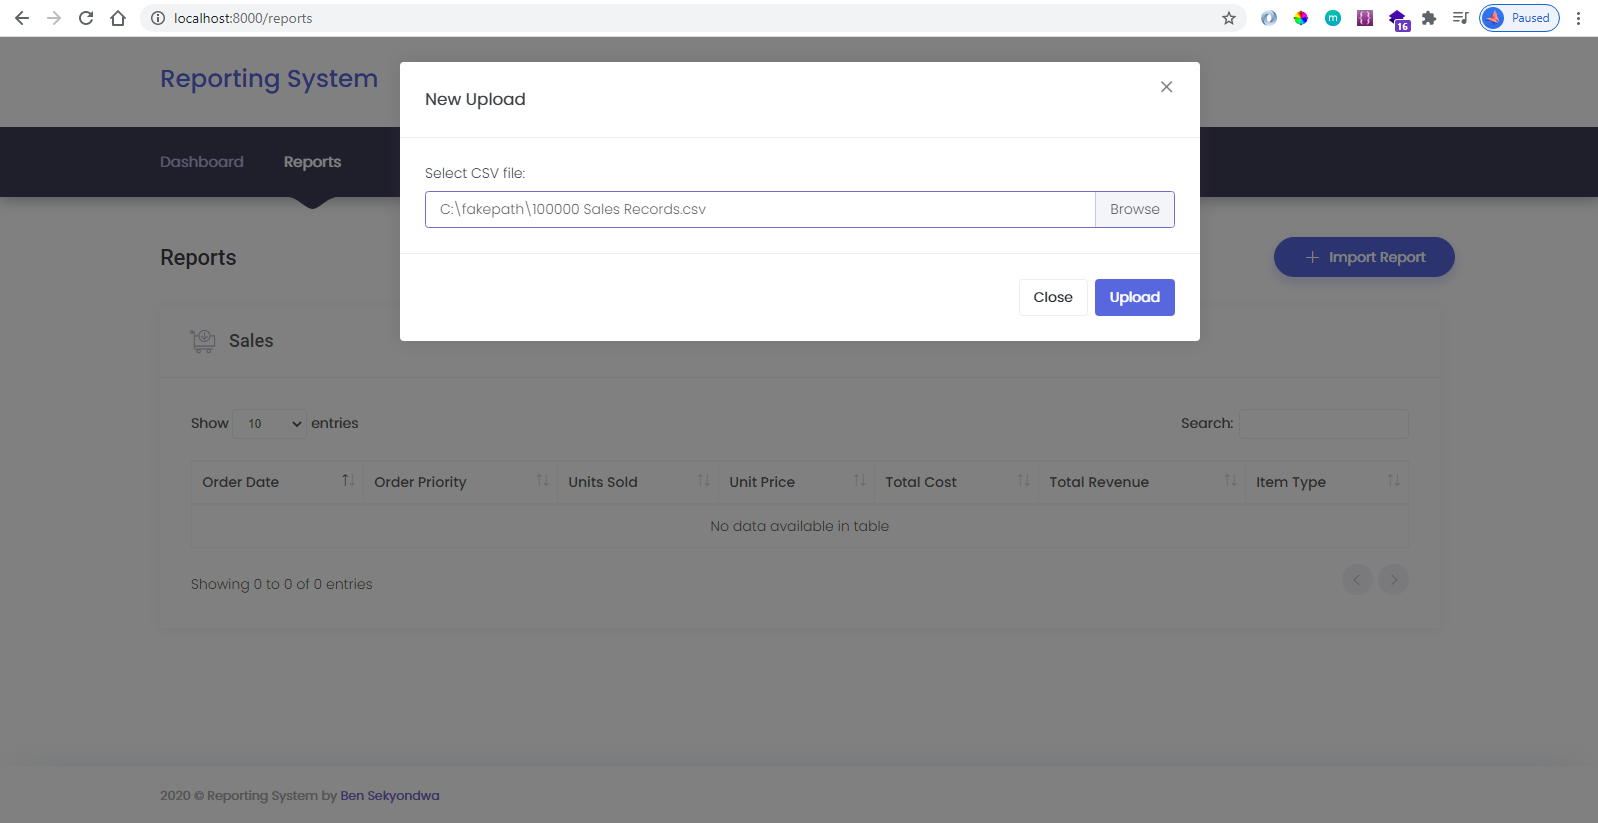 localhost:8000/reports
m
{}
16
Paused
Reporting System
New Upload
Dashboard
Reports
Select CSV file:
C:\fakepath\100000 Sales Records.csv
Browse
Reports
Import Report
Close
Upload
Sales
Show 10 entries
Search:
Order Date Order Priority Units Sold Unit Price Total Cost Total Revenue Item Type
No data available in table
Showing 0 to 0 of 0 entries
2020 © Reporting System by Ben Sekyondwa